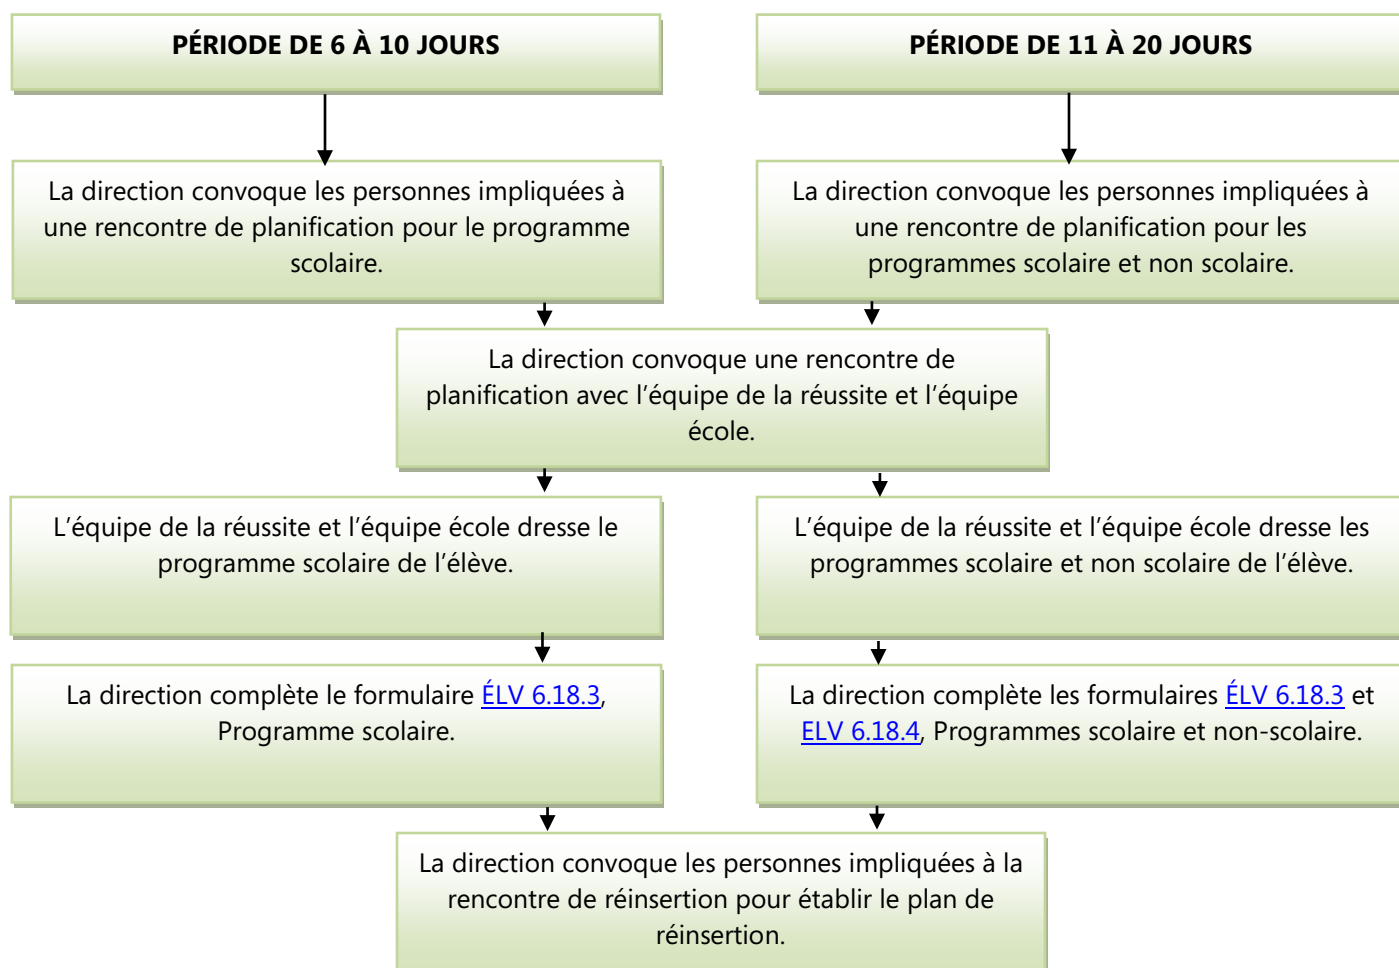 PÉRIODE DE 6 À 10 JOURS
PÉRIODE DE 11 À 20 JOURS
La direction convoque les personnes impliquées à
une rencontre de planification pour le programme
scolaire.
La direction convoque les personnes impliquées à
une rencontre de planification pour les
programmes scolaire et non scolaire.
La direction convoque une rencontre de
planification avec l’équipe de la réussite et l’équipe
école.
L’équipe de la réussite et l’équipe école dresse le
programme scolaire de l’élève.
L’équipe de la réussite et l’équipe école dresse les
programmes scolaire et non scolaire de l’élève.
La direction complète le formulaire ÉLV 6.18.3,
Programme scolaire.
La direction complète les formulaires ÉLV 6.18.3 et
ELV 6.18.4, Programmes scolaire et non-scolaire.
La direction convoque les personnes impliquées à la
rencontre de réinsertion pour établir le plan de
réinsertion.